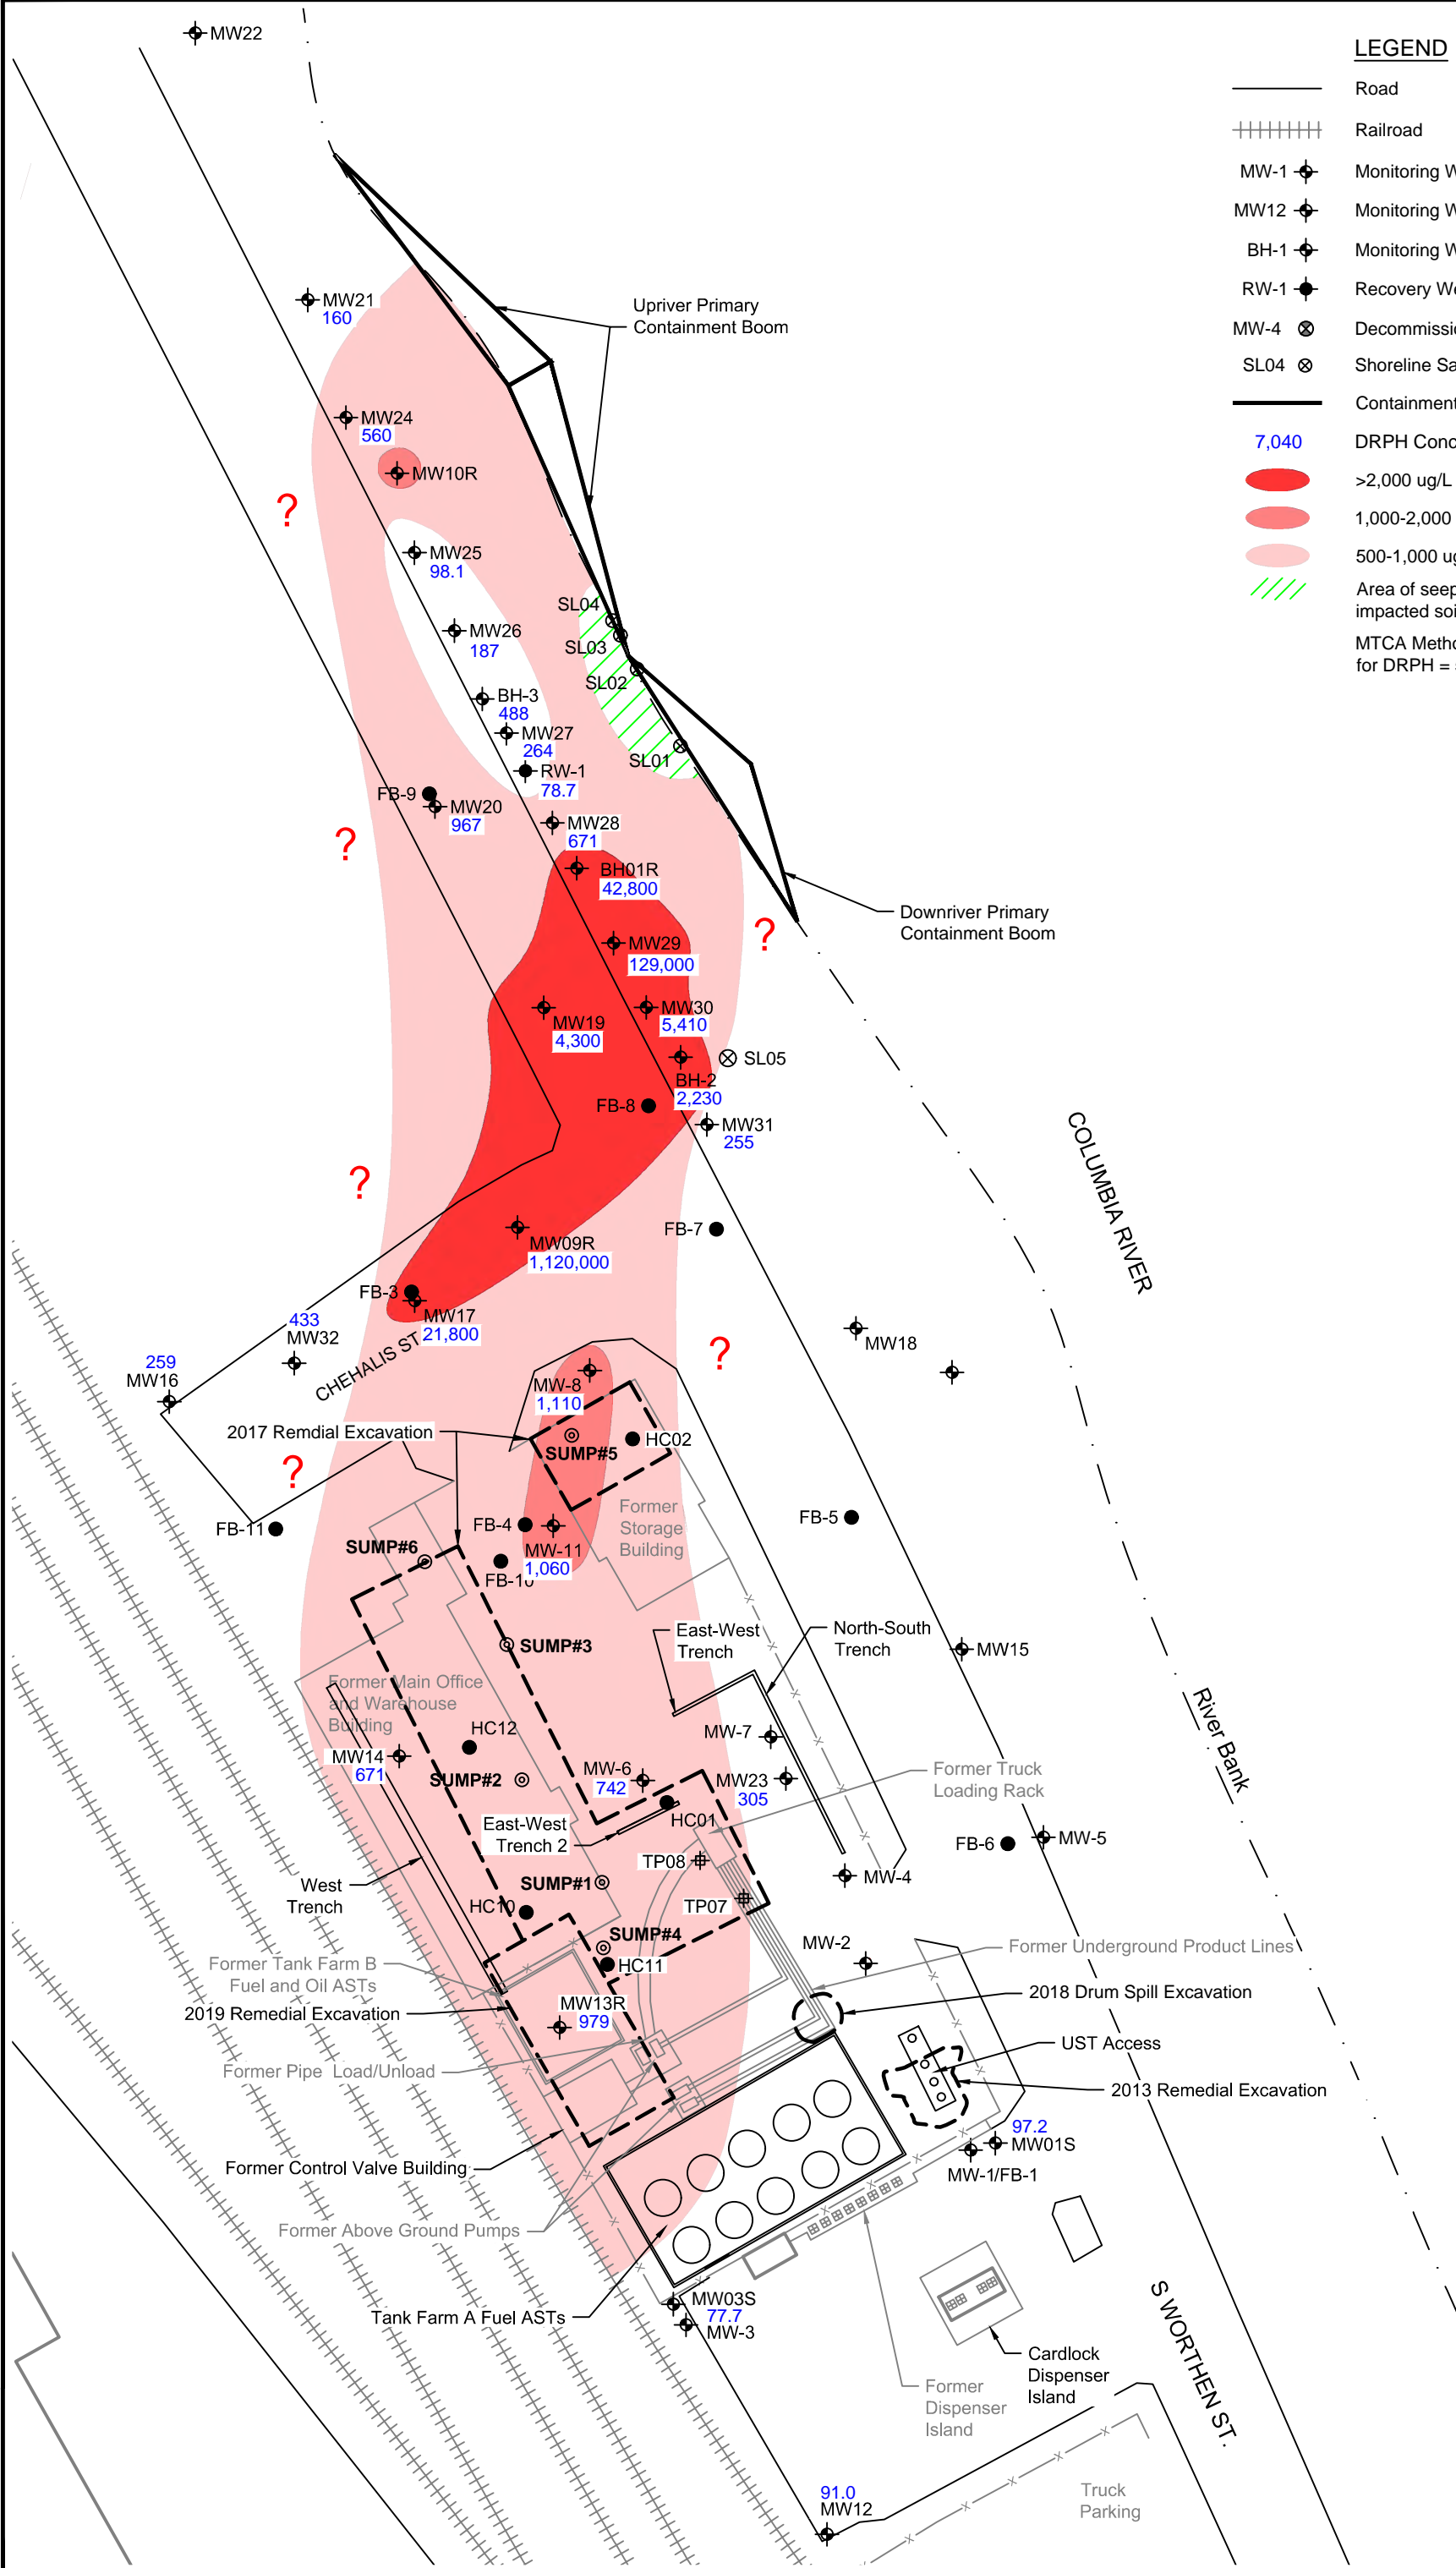 MW22
LEGEND
Road
Railroad
MW-1 Monitoring W
MW12 Monitoring W
BH-1 Monitoring W
RW-1 Recovery We
MW-4 Decommissi
SL04 Shoreline Sa
Containment
7,040 DRPH Conc
>2,000 ug/L
1,000-2,000
500-1,000 ug
Area of seep
impacted soi
MTCA Metho
for DRPH =
MW21
160
Upriver Primary
Containment Boom
MW24
560
MW10R
?
MW25
98.1
SL04
MW26
187
SL03
SL02
BH-3
488
MW27
264
SL01
RW-1
78.7
FB-9
MW20
967
MW28
671
?
BH01R
42,800
Downriver Primary
Containment Boom
?
MW29
129,000
MW19
4,300
MW30
5,410
SL05
BH-2
2,230
FB-8
MW31
255
COLUMBIA RIVER
?
FB-7
MW09R
1,120,000
FB-3
MW17
21,800
433
MW32
CHEHALIS ST
MW18
?
259
MW16
MW-8
1,110
2017 Remdial Excavation
SUMP#5
HC02
?
Former
Storage
Building
FB-11
FB-4
FB-5
MW-11
1,060
SUMP#6
FB-10
East-West
Trench
North-South
Trench
SUMP#3
MW15
Former Main Office
and Warehouse
Building
River Bank
HC12
MW-7
MW14
671
SUMP#2
MW-6
742
MW23
305
Former Truck
Loading Rack
HC01
East-West
Trench 2
FB-6
MW-5
TP08
MW-4
West
Trench
SUMP#1
HC10
TP07
SUMP#4
MW-2
Former Underground Product Lines
Former Tank Farm B
Fuel and Oil ASTs
HC11
2018 Drum Spill Excavation
2019 Remedial Excavation
MW13R
979
UST Access
Former Pipe Load/Unload
2013 Remedial Excavation
97.2
MW01S
MW-1/FB-1
Former Control Valve Building
Former Above Ground Pumps
MW03S
77.7
MW-3
Tank Farm A Fuel ASTs
S WORTHEN ST.
Cardlock
Dispenser
Island
Former
Dispenser
Island
91.0
MW12
Truck
Parking